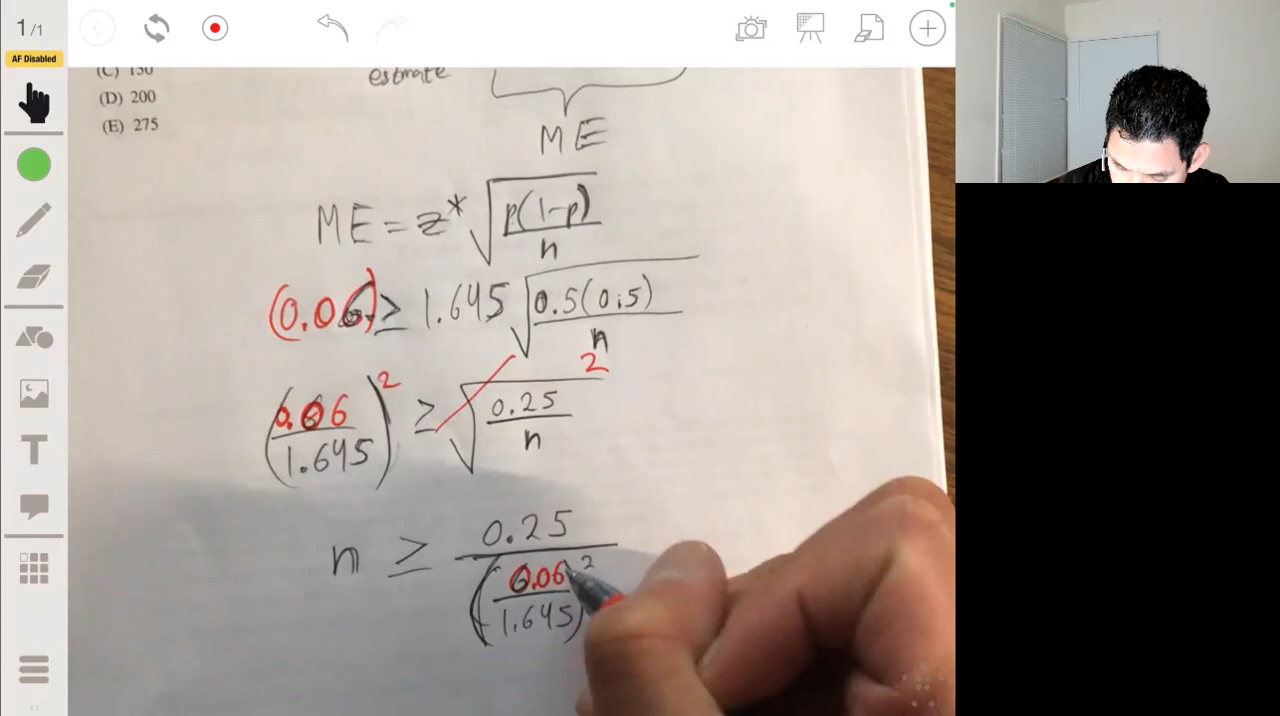 1/1
AF Disabled
(C) 150
(D) 200
(E) 275
estmate
ME
ME = z* √(p(1-p)/n)
(0.06) ≥ 1.645 √(0.5(0.5)/n)
(0.06/1.645)² ≥ √(0.25/n) ²
n ≥ 0.25/(0.06/1.645)²
T